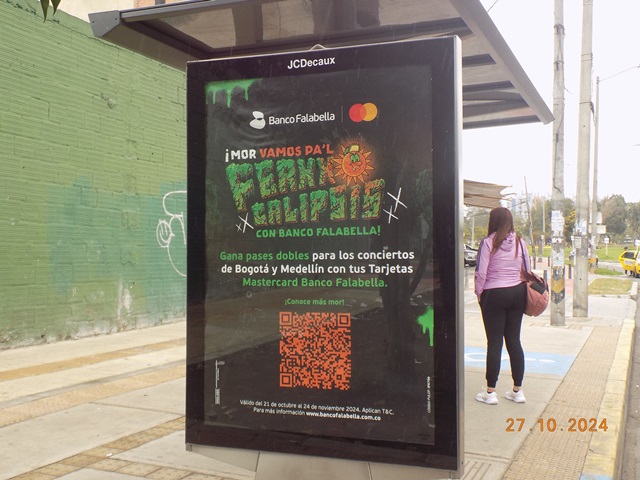 JCDecaux
Banco Falabella
¡MOR VAMOS PA'L
FERXXO
CALIPSIS
CON BANCO FALABELLA!
Gana pases dobles para los conciertos
de Bogotá y Medellín con tus Tarjetas
Mastercard Banco Falabella.
¡Conoce más mor!
Válido del 21 de octubre al 24 de noviembre 2024. Aplican T&C.
Para más información www.bancofalabella.com.co
27.10.2024